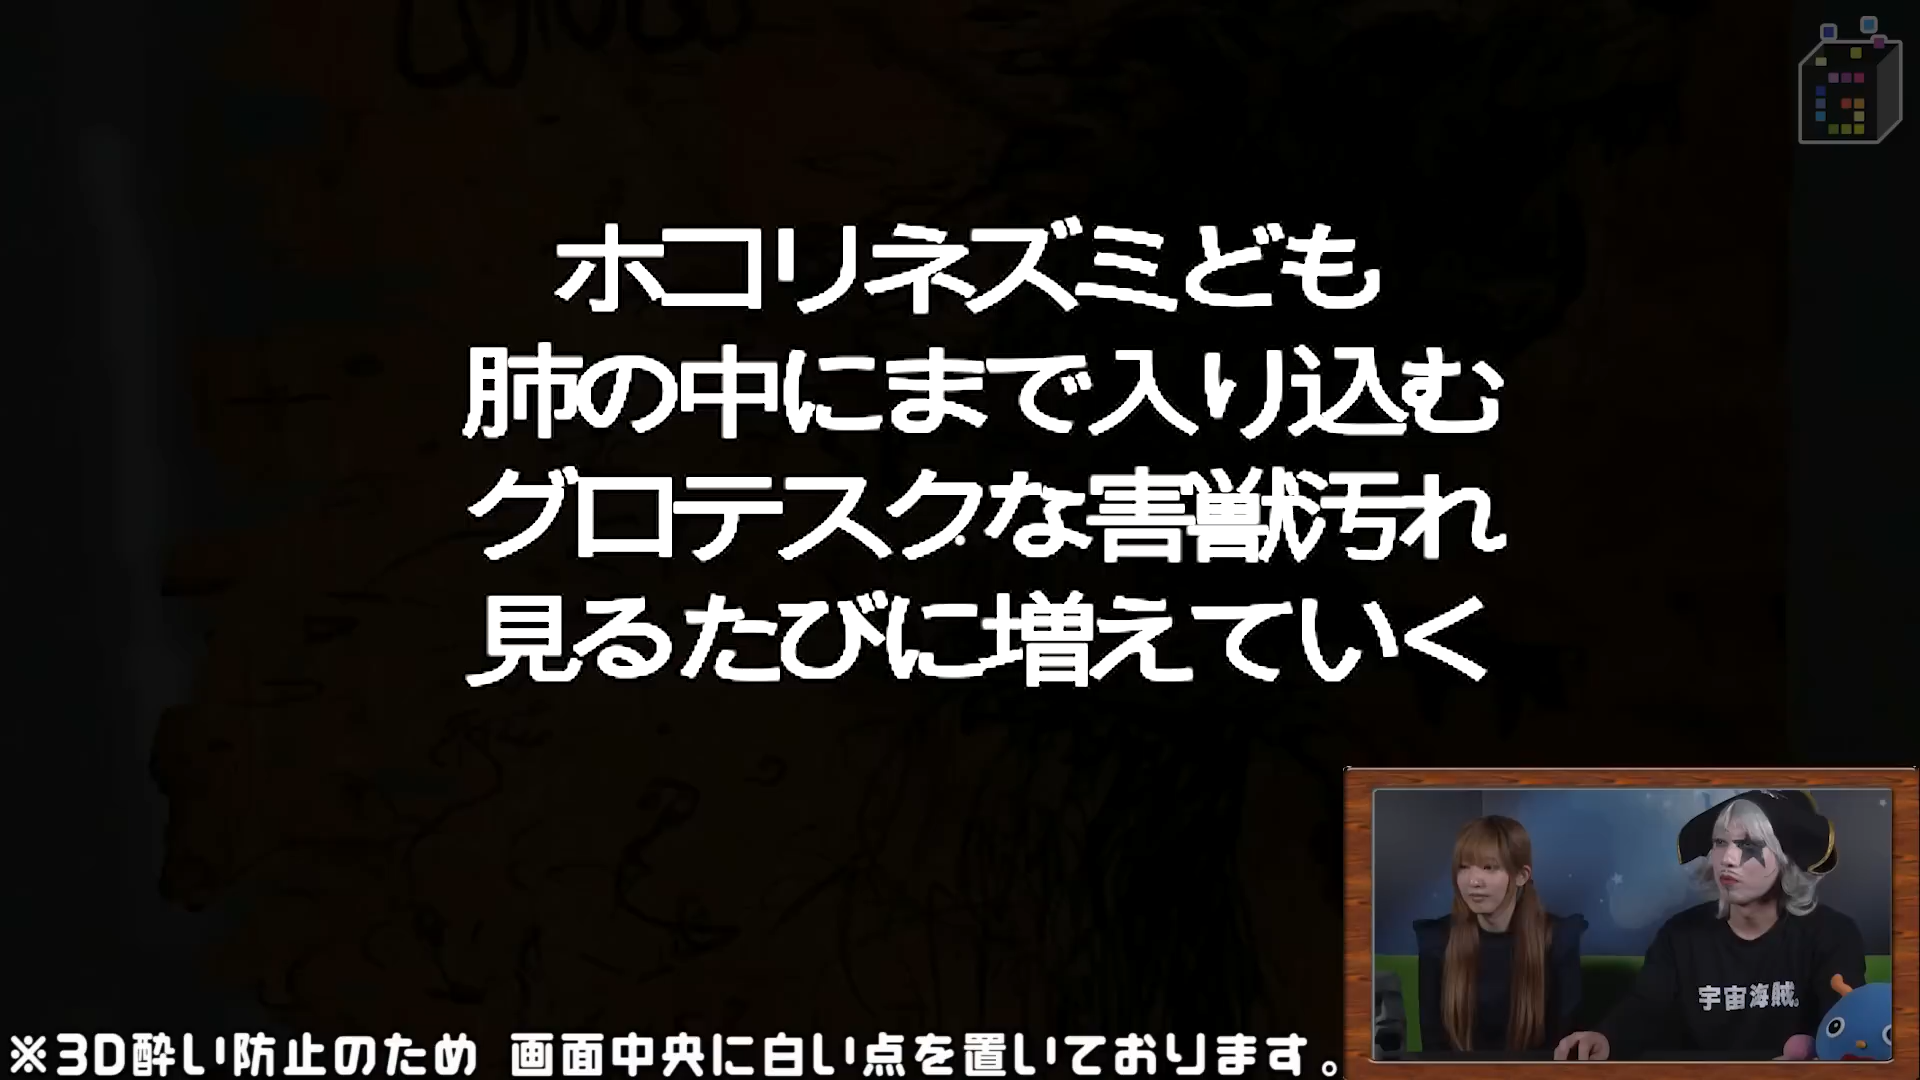 ホコリネズミども
肺の中にまで入り込む
グロテスクな害獣汚れ
見るたびに増えていく
宇宙海賊。
※3D酔い防止のため 画面中央に白い点を置いております。